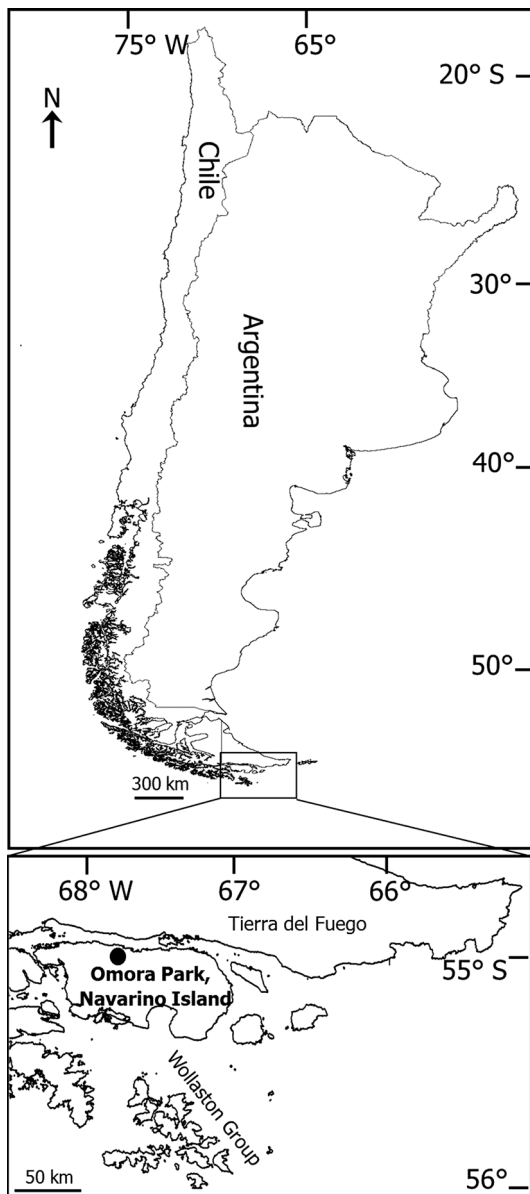 75° W
65°
20° S
N
Chile
30°
Argentina
40°
50°
300 km
68° W
67°
66°
Tierra del Fuego
55° S
Omora Park,
Navarino Island
Wollaston Group
50 km
56°